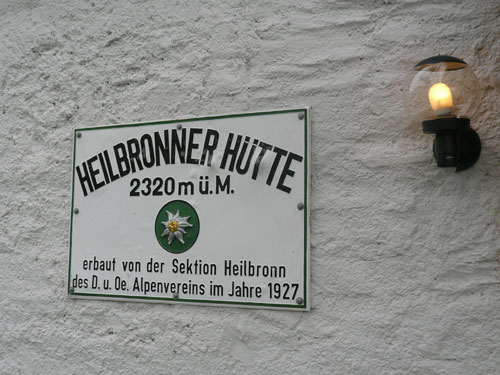 HEILBRONNER HÜTTE
2320 m ü.M.
erbaut von der Sektion Heilbronn
des D. u. Oe. Alpenvereins im Jahre 1927